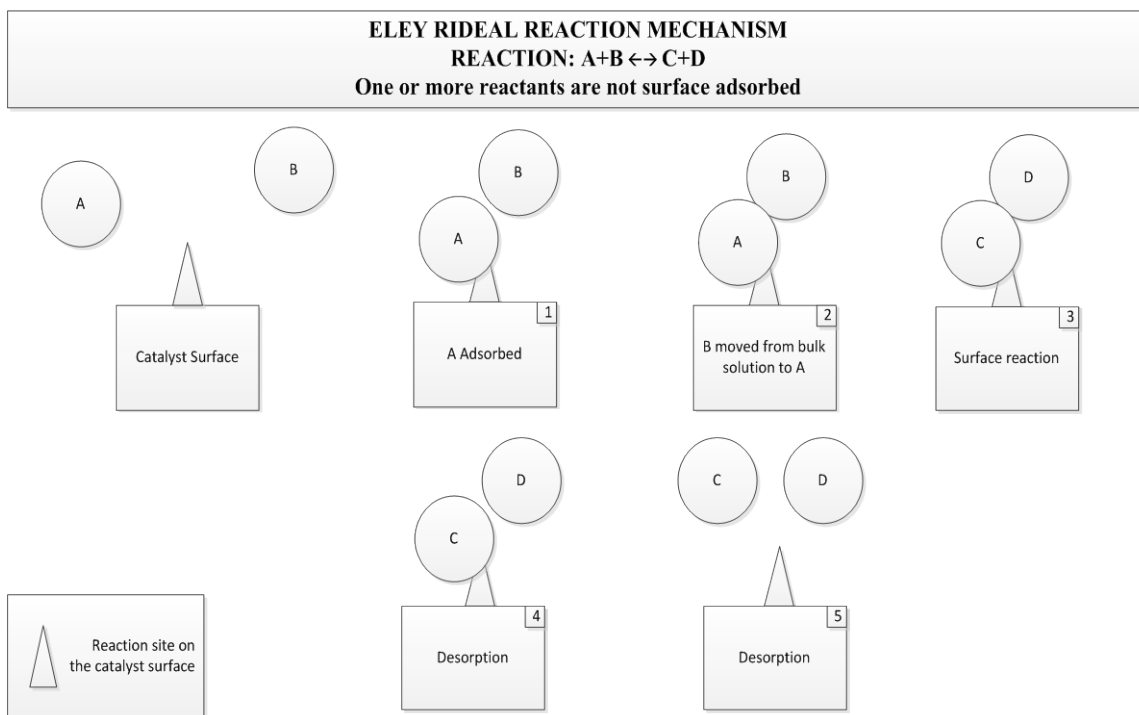 ELEY RIDEAL REACTION MECHANISM
REACTION: A+B ↔ C+D
One or more reactants are not surface adsorbed
A
B
Catalyst Surface
B
A
1
A Adsorbed
B
A
2
B moved from bulk
solution to A
D
C
3
Surface reaction
D
C
4
Desorption
C
D
5
Desorption
Reaction site on
the catalyst surface